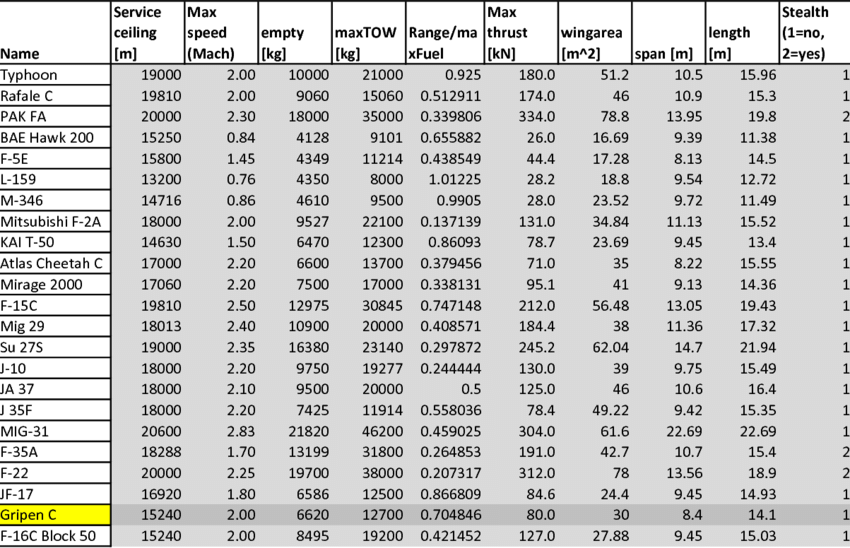 Name Service ceiling [m] Max speed (Mach) empty [kg] maxTOW [kg] Range/maxFuel Max thrust [kN] wingarea [m^2] span [m] length [m] Stealth (1=no, 2=yes)
Typhoon 19000 2.00 10000 21000 0.925 180.0 51.2 10.5 15.96 1
Rafale C 19810 2.00 9060 15060 0.512911 174.0 46 10.9 15.3 1
PAK FA 20000 2.30 18000 35000 0.339806 334.0 78.8 13.95 19.8 2
BAE Hawk 200 15250 0.84 4128 9101 0.655882 26.0 16.69 9.39 11.38 1
F-5E 15800 1.45 4349 11214 0.438549 44.4 17.28 8.13 14.5 1
L-159 13200 0.76 4350 8000 1.01225 28.2 18.8 9.54 12.72 1
M-346 14716 0.86 4610 9500 0.9905 28.0 23.52 9.72 11.49 1
Mitsubishi F-2A 18000 2.00 9527 22100 0.137139 131.0 34.84 11.13 15.52 1
KAI T-50 14630 1.50 6470 12300 0.86093 78.7 23.69 9.45 13.4 1
Atlas Cheetah C 17000 2.20 6600 13700 0.379456 71.0 35 8.22 15.55 1
Mirage 2000 17060 2.20 7500 17000 0.338131 95.1 41 9.13 14.36 1
F-15C 19810 2.50 12975 30845 0.747148 212.0 56.48 13.05 19.43 1
Mig 29 18013 2.40 10900 20000 0.408571 184.4 38 11.36 17.32 1
Su 27S 19000 2.35 16380 23140 0.297872 245.2 62.04 14.7 21.94 1
J-10 18000 2.20 9750 19277 0.244444 130.0 39 9.75 15.49 1
JA 37 18000 2.10 9500 20000 0.5 125.0 46 10.6 16.4 1
J 35F 18000 2.20 7425 11914 0.558036 78.4 49.22 9.42 15.35 1
MIG-31 20600 2.83 21820 46200 0.459025 304.0 61.6 22.69 22.69 1
F-35A 18288 1.70 13199 31800 0.264853 191.0 42.7 10.7 15.4 2
F-22 20000 2.25 19700 38000 0.207317 312.0 78 13.56 18.9 2
JF-17 16920 1.80 6586 12500 0.866809 84.6 24.4 9.45 14.93 1
Gripen C 15240 2.00 6620 12700 0.704846 80.0 30 8.4 14.1 1
F-16C Block 50 15240 2.00 8495 19200 0.421452 127.0 27.88 9.45 15.03 1